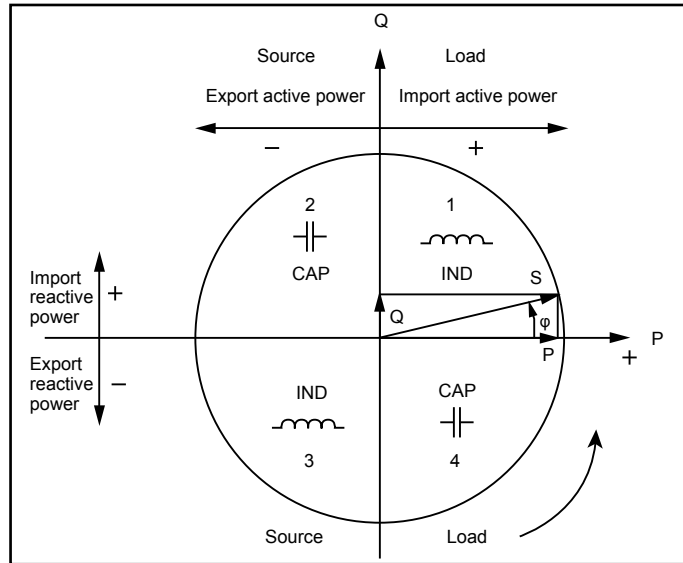 Q
Source Load
Export active power Import active power
− +
2 1
CAP IND S
Import
reactive
power
+
Q φ
P P
+
Export
reactive
power
−
IND CAP
3 4
Source Load